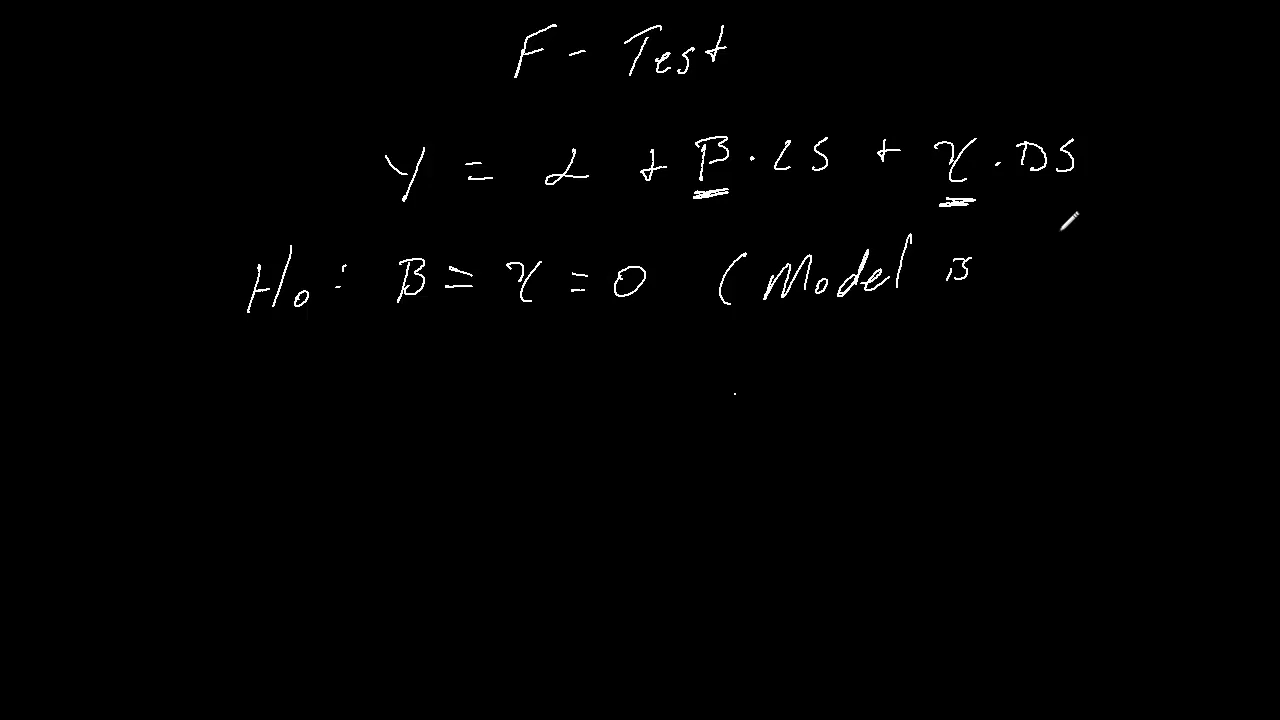 F - Test
Y = α + β · LS + γ · DS
H₀ : β = γ = 0 ( Model is